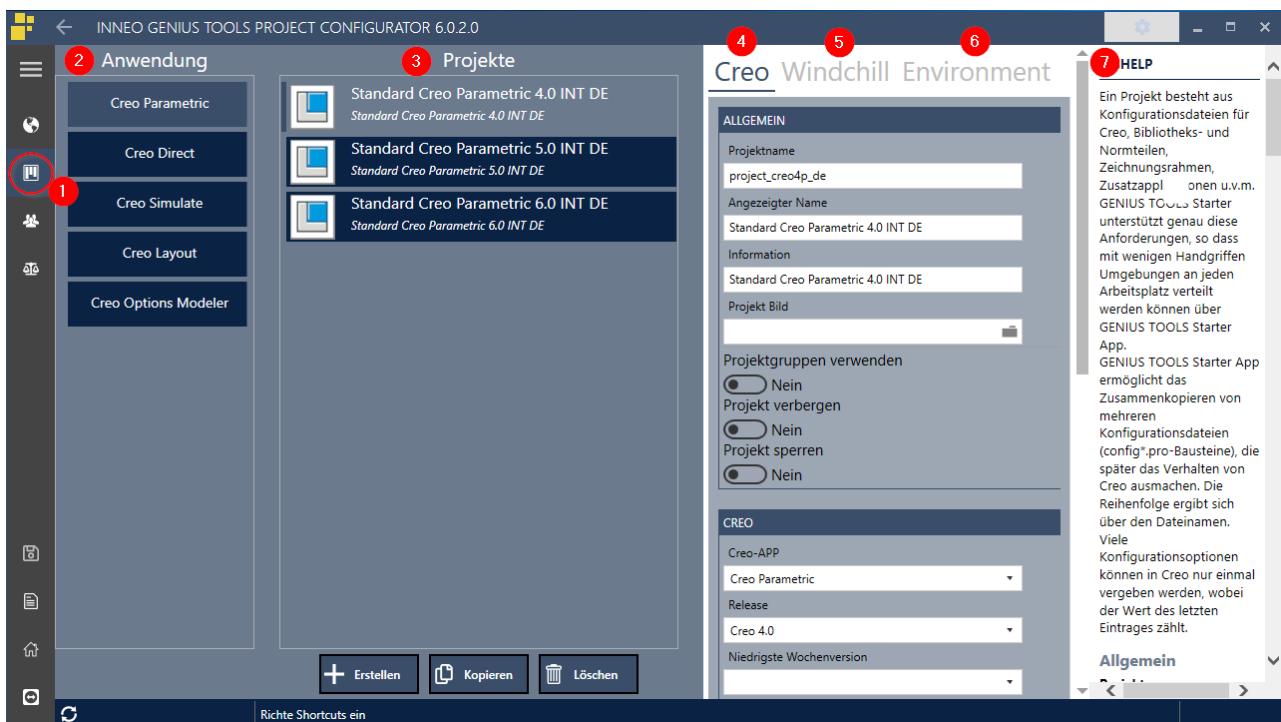 INNEO GENIUS TOOLS PROJECT CONFIGURATOR 6.0.2.0
1
2
Anwendung
Creo Parametric
Creo Direct
Creo Simulate
Creo Layout
Creo Options Modeler
3
Projekte
Standard Creo Parametric 4.0 INT DE
Standard Creo Parametric 4.0 INT DE
Standard Creo Parametric 5.0 INT DE
Standard Creo Parametric 5.0 INT DE
Standard Creo Parametric 6.0 INT DE
Standard Creo Parametric 6.0 INT DE
Erstellen
Kopieren
Löschen
4
5
6
Creo Windchill Environment
ALLGEMEIN
Projektname
project_creo4p_de
Angezeigter Name
Standard Creo Parametric 4.0 INT DE
Information
Standard Creo Parametric 4.0 INT DE
Projekt Bild
Projektgruppen verwenden
Nein
Projekt verbergen
Nein
Projekt sperren
Nein
CREO
Creo-APP
Creo Parametric
Release
Creo 4.0
Niedrigste Wochenversion
7
HELP
Ein Projekt besteht aus
Konfigurationsdateien für
Creo, Bibliotheks- und
Normteilen,
Zeichnungsrahmen,
Zusatzappl onen u.v.m.
GENIUS TOOLS Starter
unterstützt genau diese
Anforderungen, so dass
mit wenigen Handgriffen
Umgebungen an jeden
Arbeitsplatz verteilt
werden können über
GENIUS TOOLS Starter
App.
GENIUS TOOLS Starter App
ermöglicht das
Zusammenkopieren von
mehreren
Konfigurationsdateien
(config*.pro-Bausteine), die
später das Verhalten von
Creo ausmachen. Die
Reihenfolge ergibt sich
über den Dateinamen.
Viele
Konfigurationsoptionen
können in Creo nur einmal
vergeben werden, wobei
der Wert des letzten
Eintrages zählt.
Allgemein
Richte Shortcuts ein